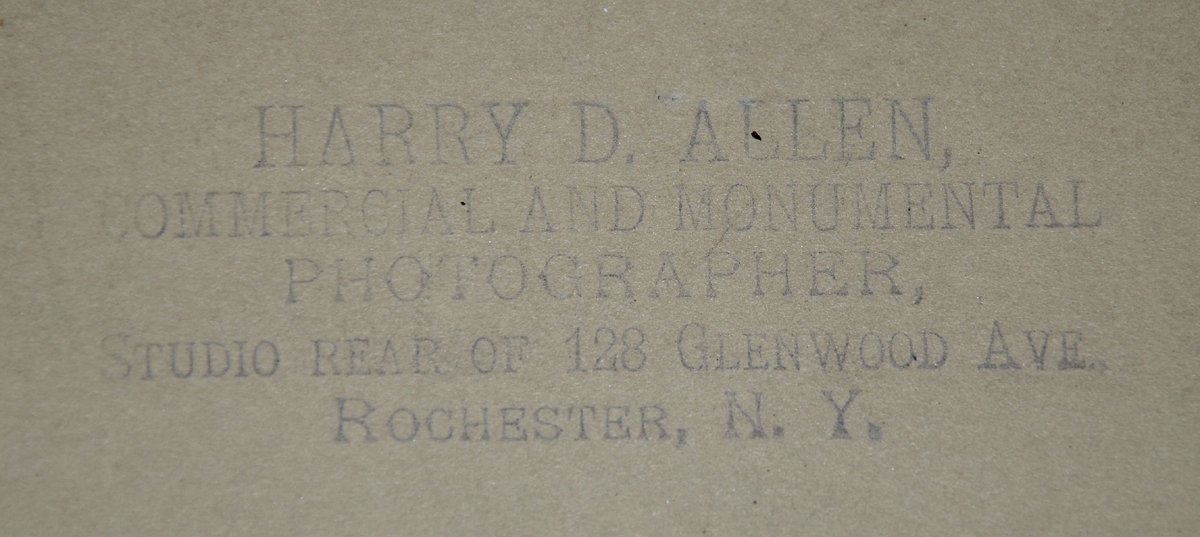 HARRY D. ALLEN,
COMMERCIAL AND MONUMENTAL
PHOTOGRAPHER,
STUDIO REAR OF 128 GLENWOOD AVE.,
ROCHESTER, N. Y.